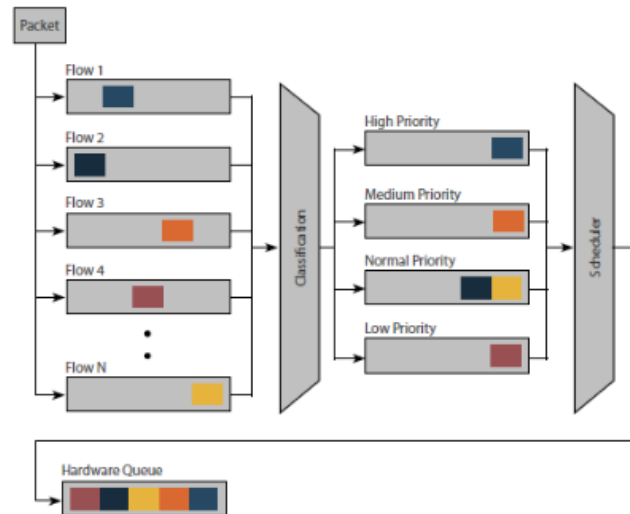 Packet
Flow 1
Flow 2
Flow 3
Flow 4
Flow N
Classification
High Priority
Medium Priority
Normal Priority
Low Priority
Scheduler
Hardware Queue